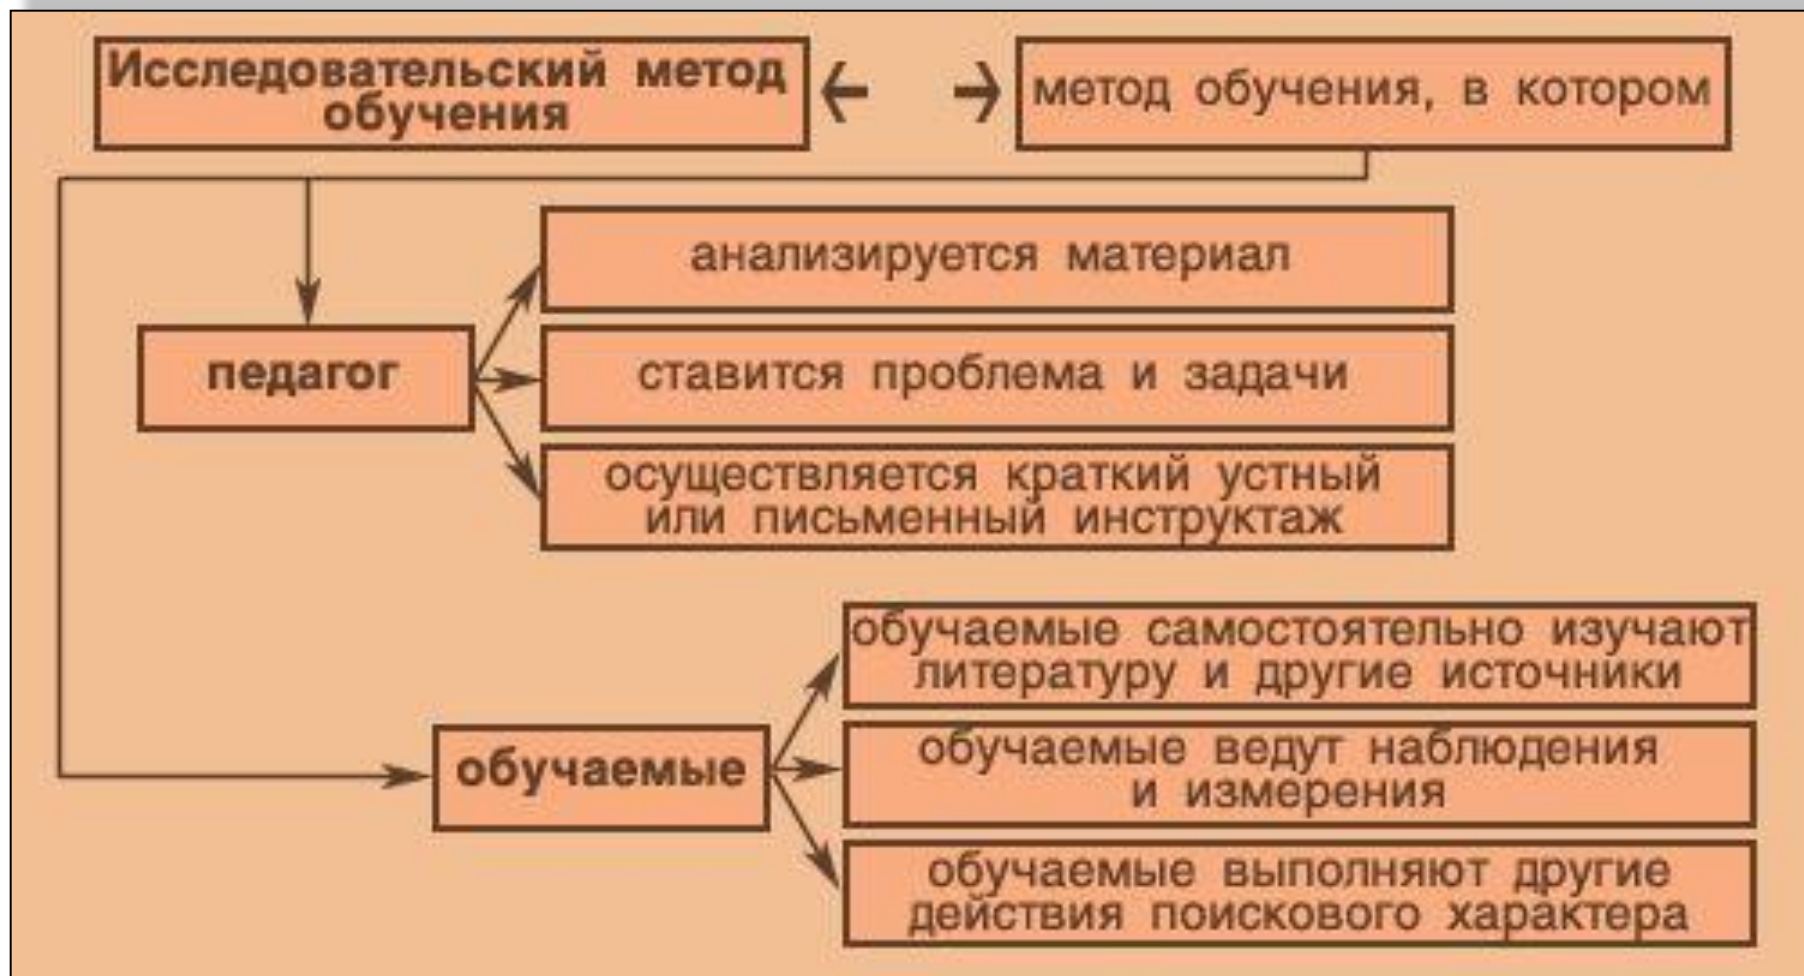 Исследовательский метод
обучения
метод обучения, в котором
анализируется материал
педагог
ставится проблема и задачи
осуществляется краткий устный
или письменный инструктаж
обучаемые самостоятельно изучают
литературу и другие источники
обучаемые
обучаемые ведут наблюдения
и измерения
обучаемые выполняют другие
действия поискового характера